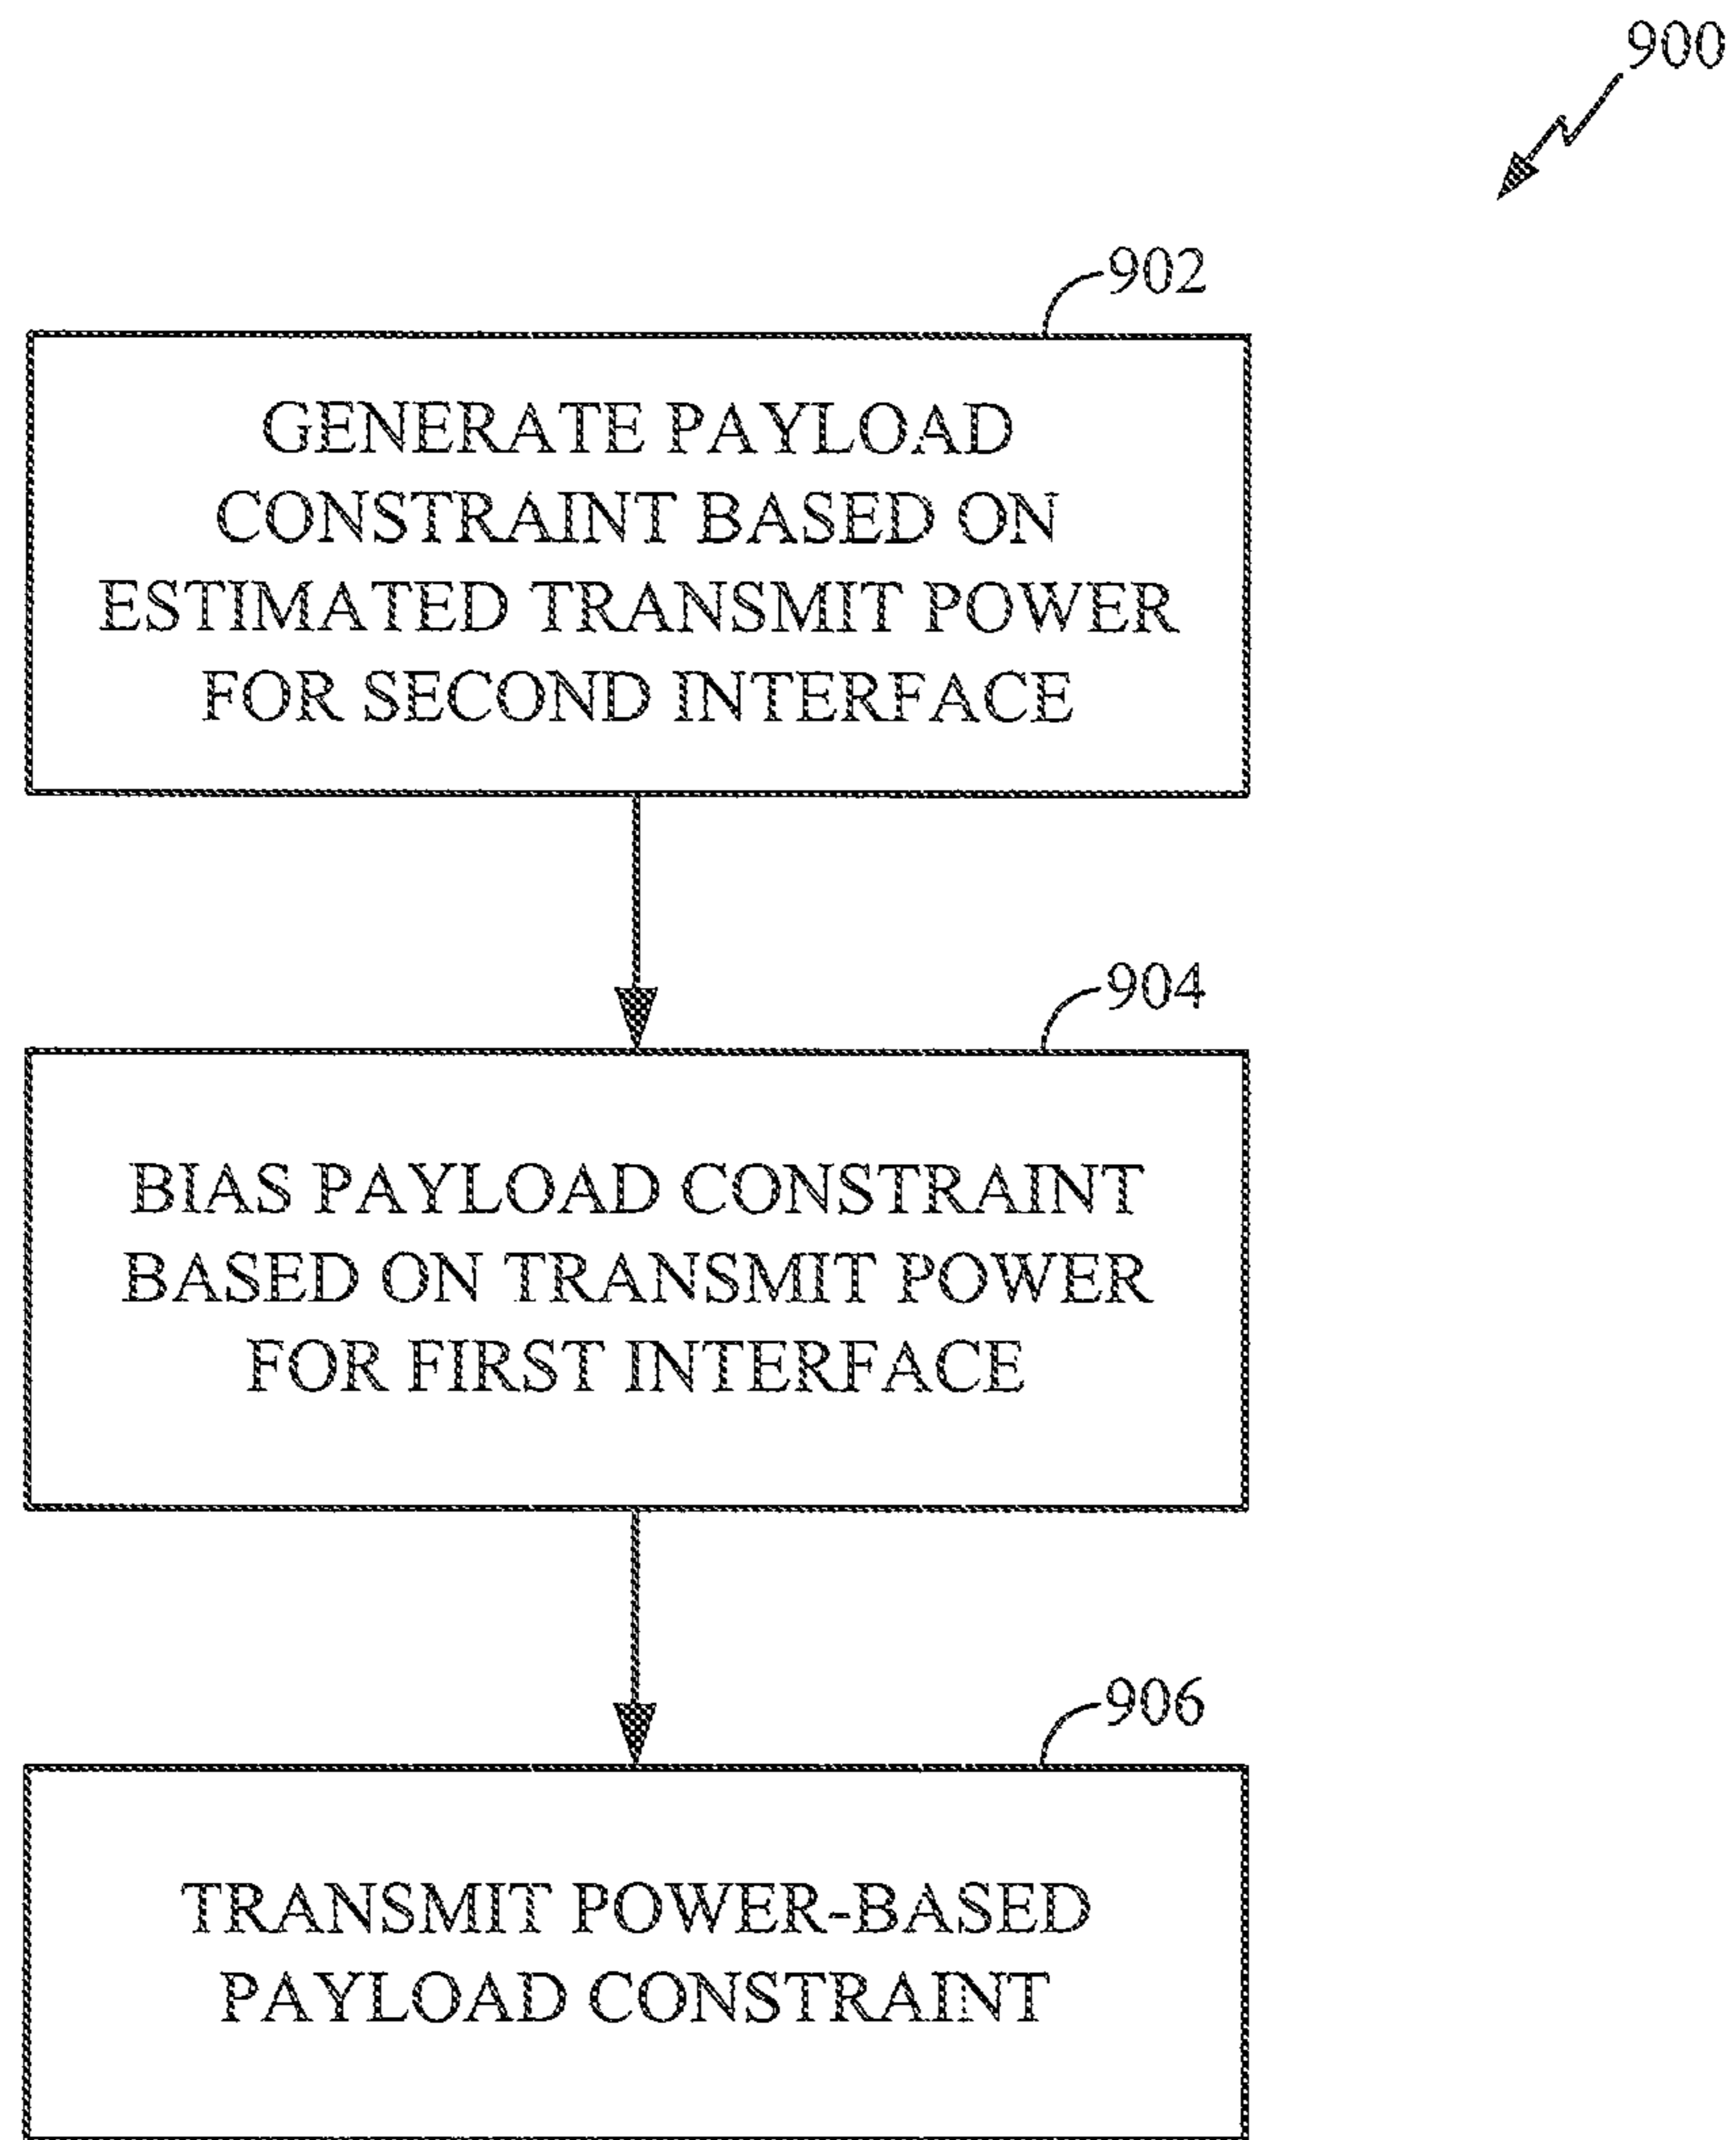 900
902
GENERATE PAYLOAD
CONSTRAINT BASED ON
ESTIMATED TRANSMIT POWER
FOR SECOND INTERFACE
904
BIAS PAYLOAD CONSTRAINT
BASED ON TRANSMIT POWER
FOR FIRST INTERFACE
906
TRANSMIT POWER-BASED
PAYLOAD CONSTRAINT